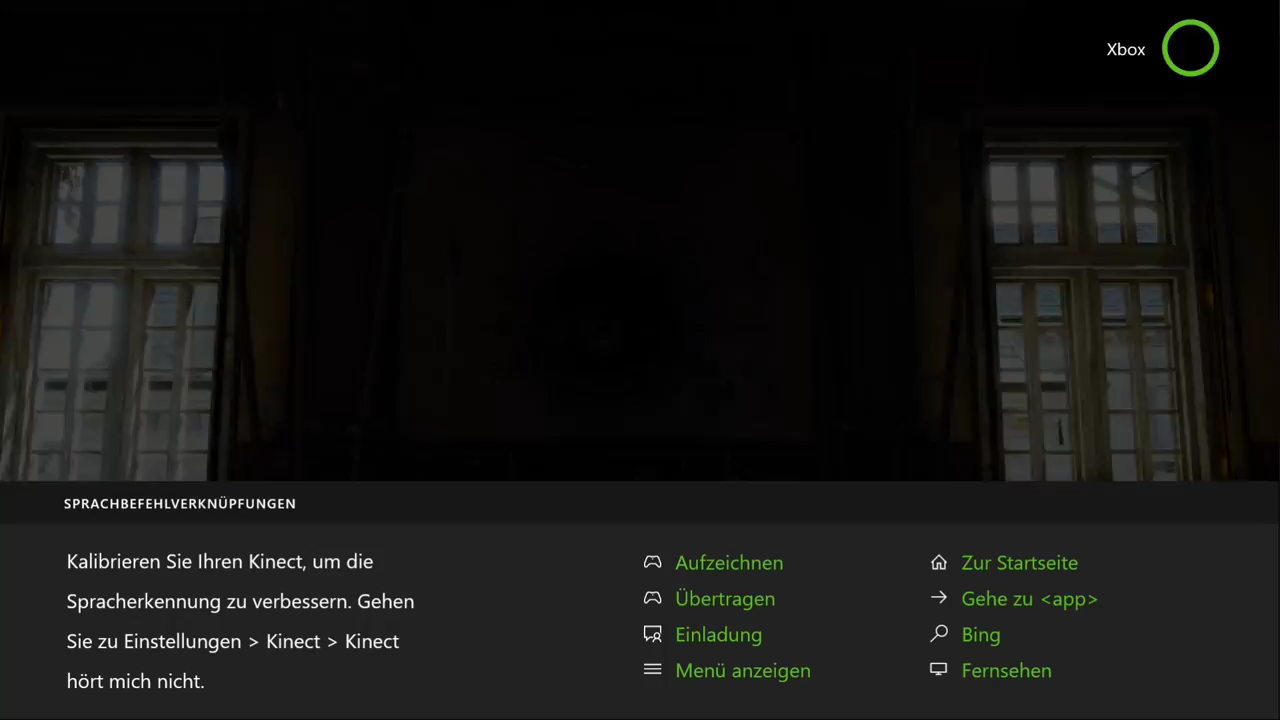 Xbox
SPRACHBEFEHLVERKNÜPFUNGEN
Kalibrieren Sie Ihren Kinect, um die
Spracherkennung zu verbessern. Gehen
Sie zu Einstellungen > Kinect > Kinect
hört mich nicht.
Aufzeichnen
Übertragen
Einladung
Menü anzeigen
Zur Startseite
Gehe zu <app>
Bing
Fernsehen